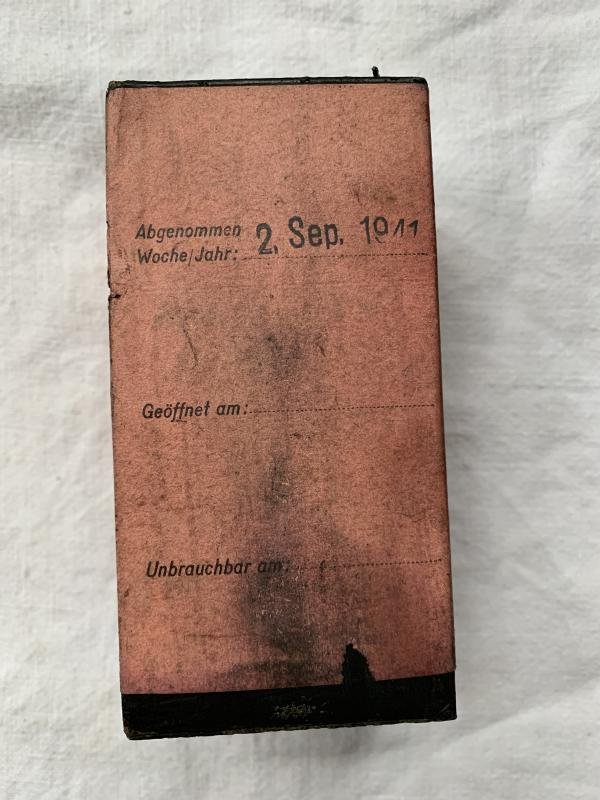 Abgenommen
Woche/Jahr: 2. Sep. 1941
Geöffnet am:
Unbrauchbar am: